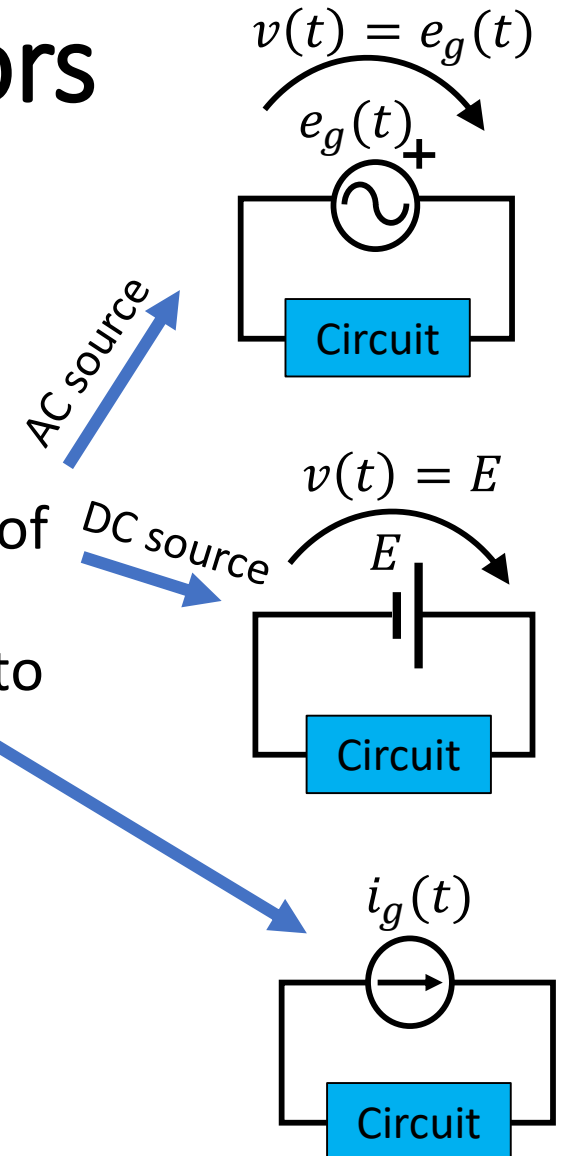 ors
v(t) = e_g(t)
e_g(t)
+
AC source
Circuit
v(t) = E
of
DC source
E
to
Circuit
i_g(t)
Circuit